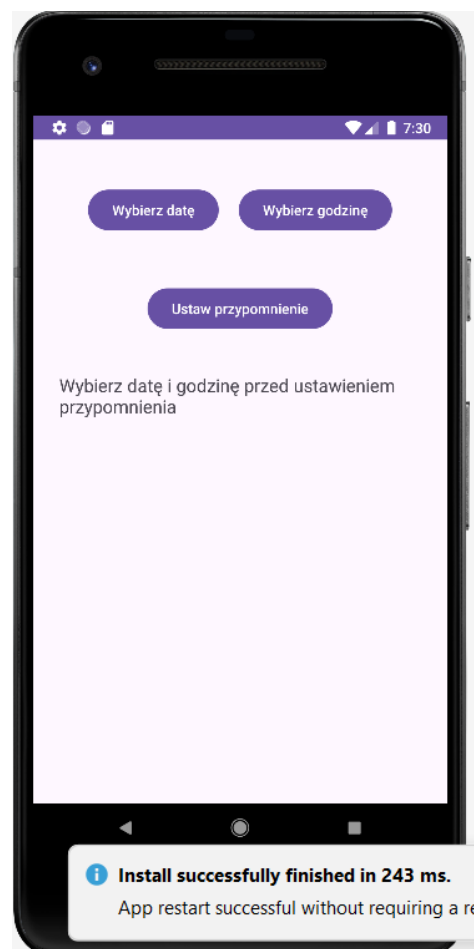 7:30
Wybierz datę
Wybierz godzinę
Ustaw przypomnienie
Wybierz datę i godzinę przed ustawieniem
przypomnienia
Install successfully finished in 243 ms.
App restart successful without requiring a